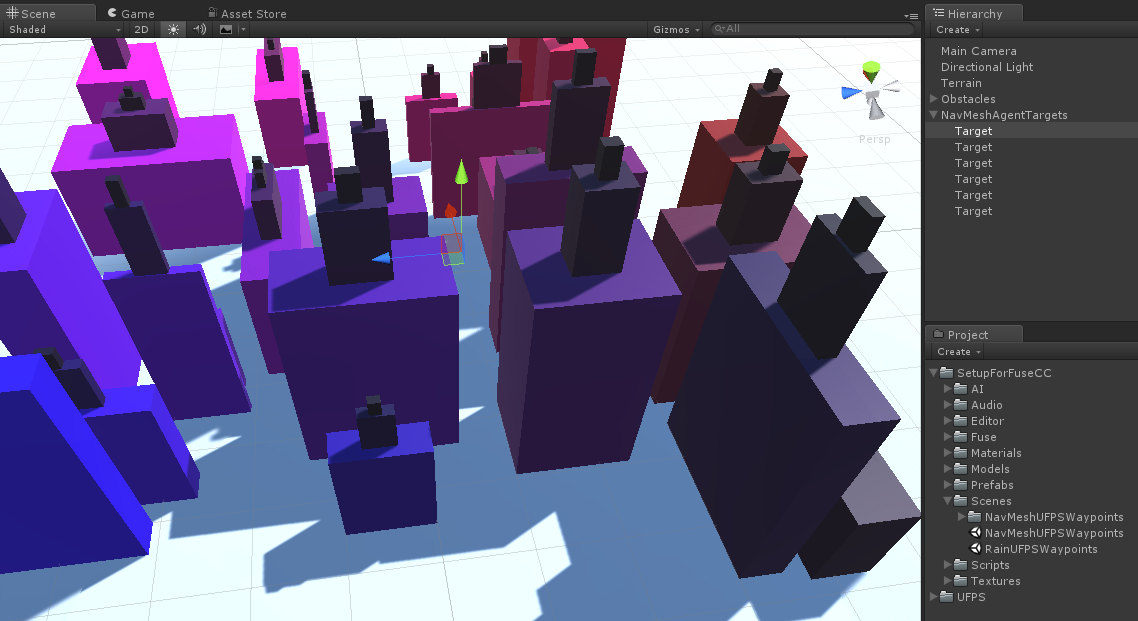 Scene Game Asset Store
Shaded 2D Gizmos All
Persp
Hierarchy
Create
Main Camera
Directional Light
Terrain
Obstacles
NavMeshAgentTargets
Target
Target
Target
Target
Target
Target
Project
Create
SetupForFuseCC
AI
Audio
Editor
Fuse
Materials
Models
Prefabs
Scenes
NavMeshUFPSWaypoints
NavMeshUFPSWaypoints
RainUFPSWaypoints
Scripts
Textures
UFPS